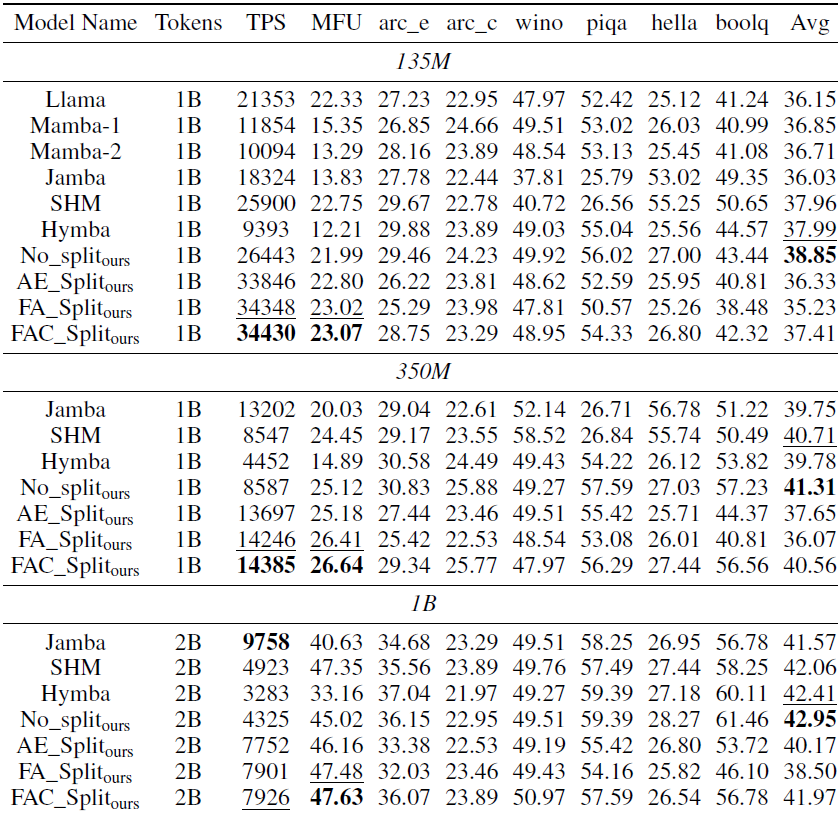 Model Name Tokens TPS MFU arc_e arc_c wino piqa hella boolq Avg
135M
Llama 1B 21353 22.33 27.23 22.95 47.97 52.42 25.12 41.24 36.15
Mamba-1 1B 11854 15.35 26.85 24.66 49.51 53.02 26.03 40.99 36.85
Mamba-2 1B 10094 13.29 28.16 23.89 48.54 53.13 25.45 41.08 36.71
Jamba 1B 18324 13.83 27.78 22.44 37.81 25.79 53.02 49.35 36.03
SHM 1B 25900 22.75 29.67 22.78 40.72 26.56 55.25 50.65 37.96
Hymba 1B 9393 12.21 29.88 23.89 49.03 55.04 25.56 44.57 37.99
No_split_ours 1B 26443 21.99 29.46 24.23 49.92 56.02 27.00 43.44 38.85
AE_Split_ours 1B 33846 22.80 26.22 23.81 48.62 52.59 25.95 40.81 36.33
FA_Split_ours 1B 34348 23.02 25.29 23.98 47.81 50.57 25.26 38.48 35.23
FAC_Split_ours 1B 34430 23.07 28.75 23.29 48.95 54.33 26.80 42.32 37.41
350M
Jamba 1B 13202 20.03 29.04 22.61 52.14 26.71 56.78 51.22 39.75
SHM 1B 8547 24.45 29.17 23.55 58.52 26.84 55.74 50.49 40.71
Hymba 1B 4452 14.89 30.58 24.49 49.43 54.22 26.12 53.82 39.78
No_split_ours 1B 8587 25.12 30.83 25.88 49.27 57.59 27.03 57.23 41.31
AE_Split_ours 1B 13697 25.18 27.44 23.46 49.51 55.42 25.71 44.37 37.65
FA_Split_ours 1B 14246 26.41 25.42 22.53 48.54 53.08 26.01 40.81 36.07
FAC_Split_ours 1B 14385 26.64 29.34 25.77 47.97 56.29 27.44 56.56 40.56
1B
Jamba 2B 9758 40.63 34.68 23.29 49.51 58.25 26.95 56.78 41.57
SHM 2B 4923 47.35 35.56 23.89 49.76 57.49 27.44 58.25 42.06
Hymba 2B 3283 33.16 37.04 21.97 49.27 59.39 27.18 60.11 42.41
No_split_ours 2B 4325 45.02 36.15 22.95 49.51 59.39 28.27 61.46 42.95
AE_Split_ours 2B 7752 46.16 33.38 22.53 49.19 55.42 26.80 53.72 40.17
FA_Split_ours 2B 7901 47.48 32.03 23.46 49.43 54.16 25.82 46.10 38.50
FAC_Split_ours 2B 7926 47.63 36.07 23.89 50.97 57.59 26.54 56.78 41.97